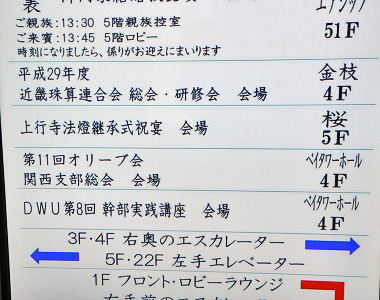 裏
ご親族:13:30 5階親族控室
ご来賓:13:45 5階ロビー
時刻になりましたら、係りがお迎えにまいります
51F
平成29年度
近畿珠算連合会 総会・研修会 会場
金枝
4F
上行寺法燈継承式祝宴 会場
桜
5F
第11回オリーブ会
関西支部総会 会場
ベイタワーホール
4F
DWU第8回 幹部実践講座 会場
ベイタワーホール
4F
3F・4F 右奥のエスカレーター
5F・22F 左手エレベーター
1F フロント・ロビーラウンジ